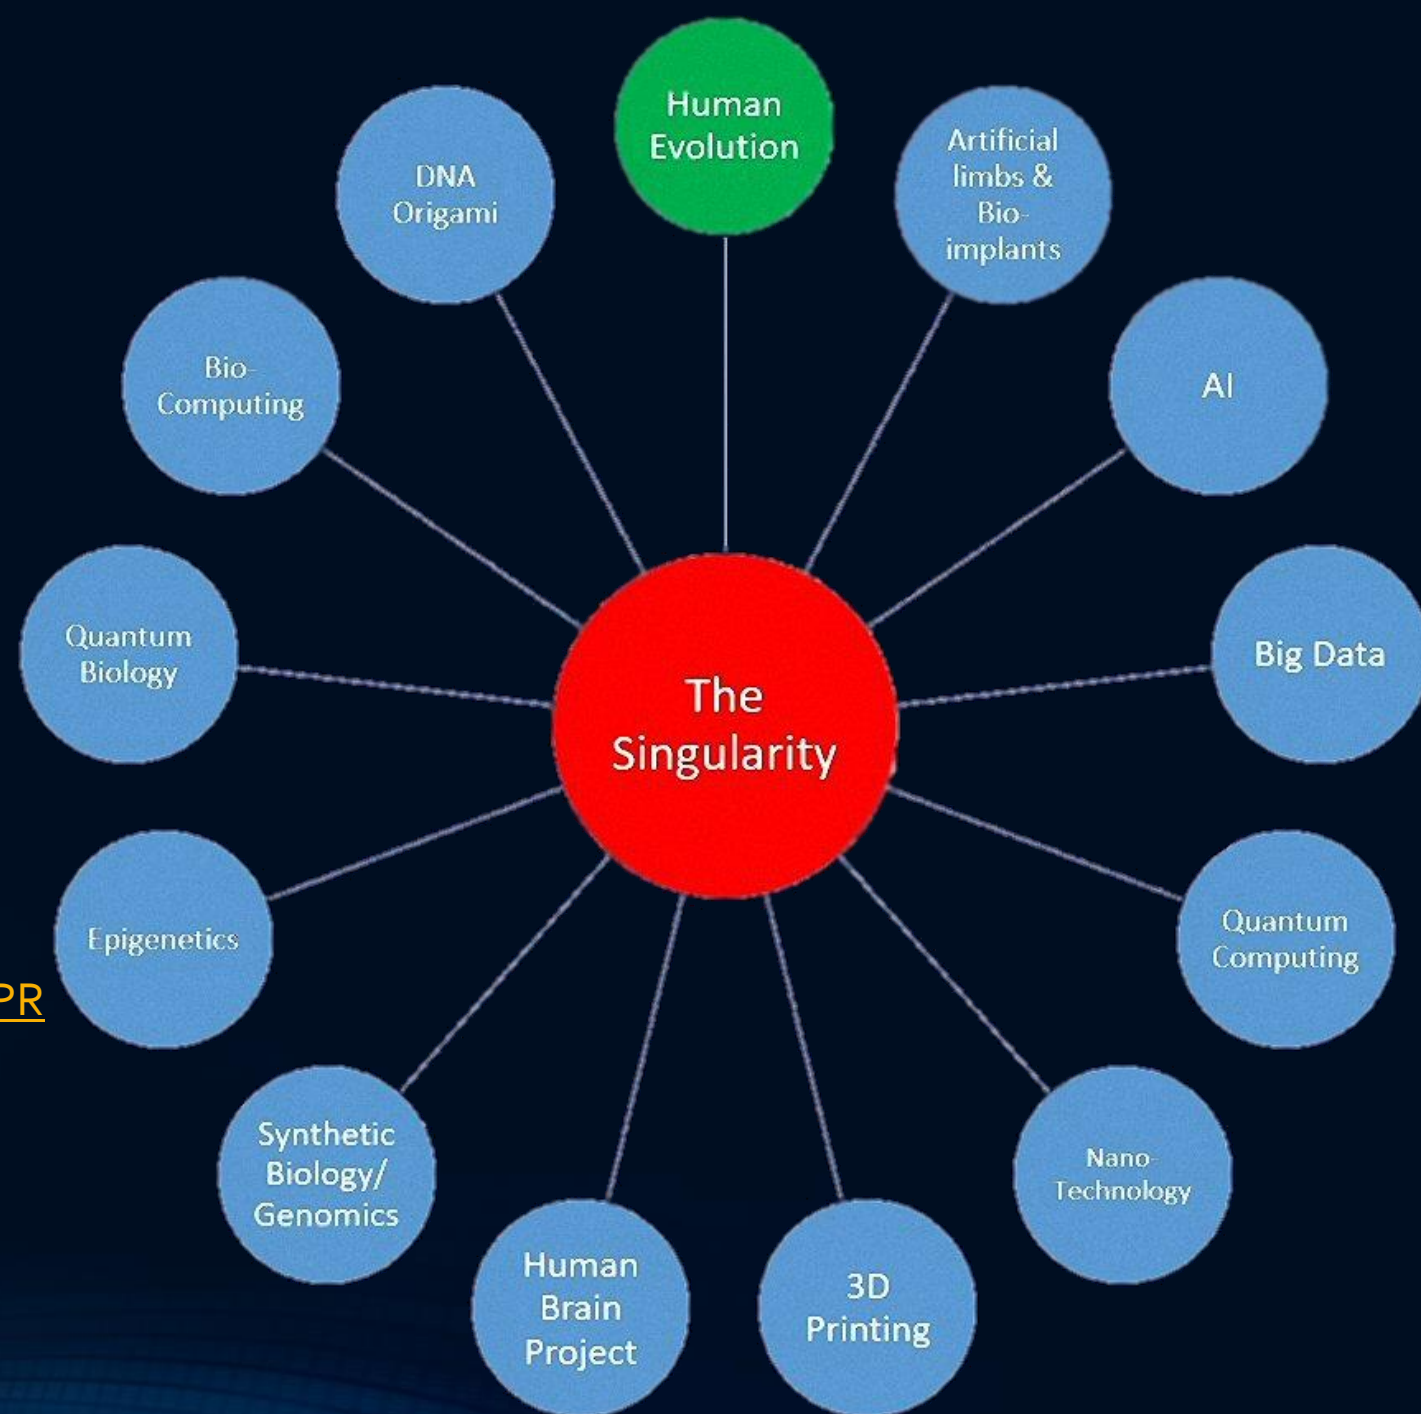 Human
Evolution
Artificial
limbs &
Bio-
implants
AI
Big Data
Quantum
Computing
Nano-
Technology
3D
Printing
Human
Brain
Project
Synthetic
Biology/
Genomics
Epigenetics
Quantum
Biology
Bio-
Computing
DNA
Origami
The
Singularity
PR